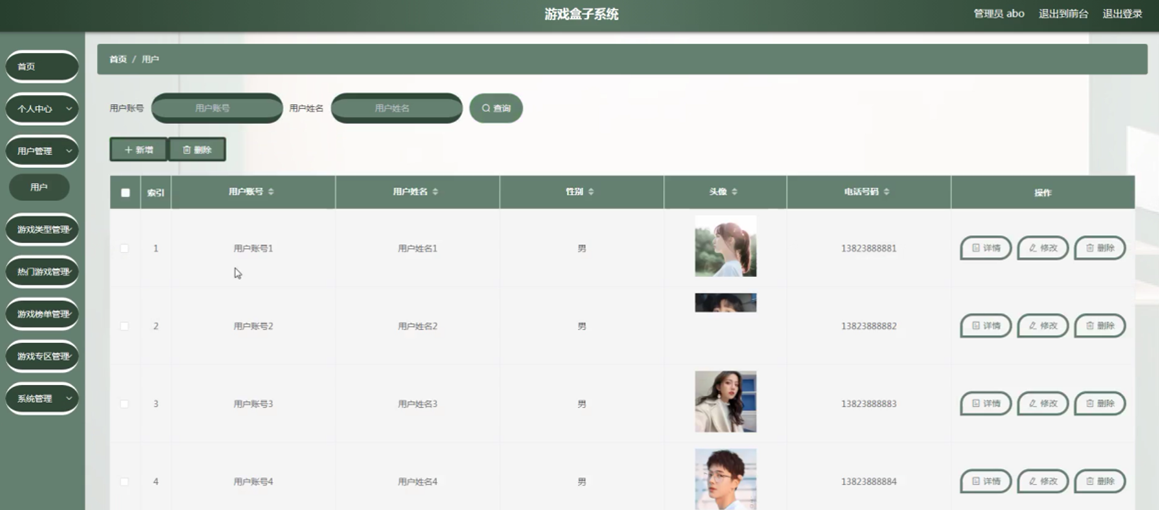 游戏盒子系统
管理员 abo 退出到前台 退出登录
首页
个人中心
用户管理
用户
游戏类型管理
热门游戏管理
游戏榜单管理
游戏专区管理
系统管理
首页 / 用户
用户账号 用户账号 用户姓名 用户姓名 查询
+ 新增 删除
索引 用户账号 用户姓名 性别 头像 电话号码 操作
1 用户账号1 用户姓名1 男 13823888881 详情 修改 删除
2 用户账号2 用户姓名2 男 13823888882 详情 修改 删除
3 用户账号3 用户姓名3 男 13823888883 详情 修改 删除
4 用户账号4 用户姓名4 男 13823888884 详情 修改 删除